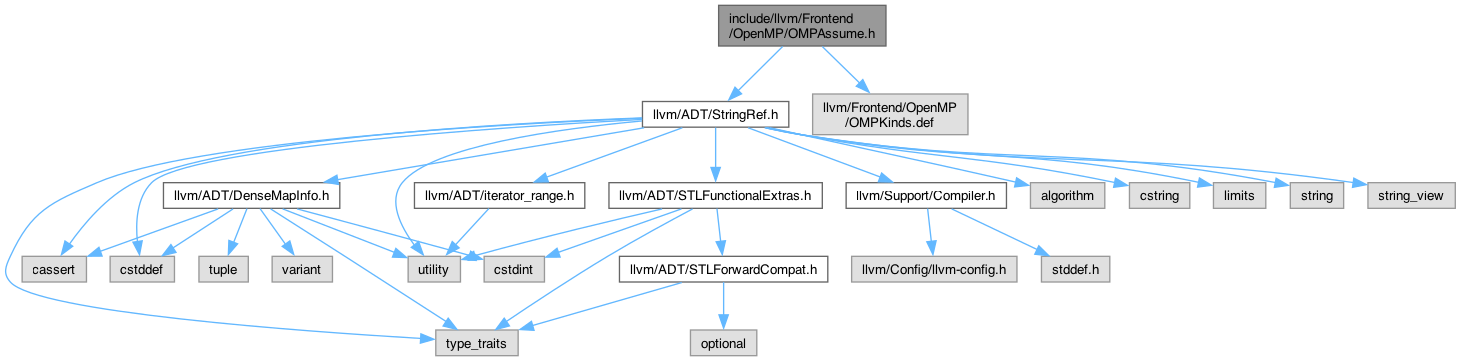 include/llvm/Frontend
/OpenMP/OMPAssume.h
llvm/ADT/StringRef.h
llvm/Frontend/OpenMP
/OMPKinds.def
llvm/ADT/DenseMapInfo.h
llvm/ADT/iterator_range.h
llvm/ADT/STLFunctionalExtras.h
llvm/Support/Compiler.h
algorithm
cstring
limits
string
string_view
cassert
cstddef
tuple
variant
utility
cstdint
llvm/ADT/STLForwardCompat.h
llvm/Config/llvm-config.h
stddef.h
type_traits
optional